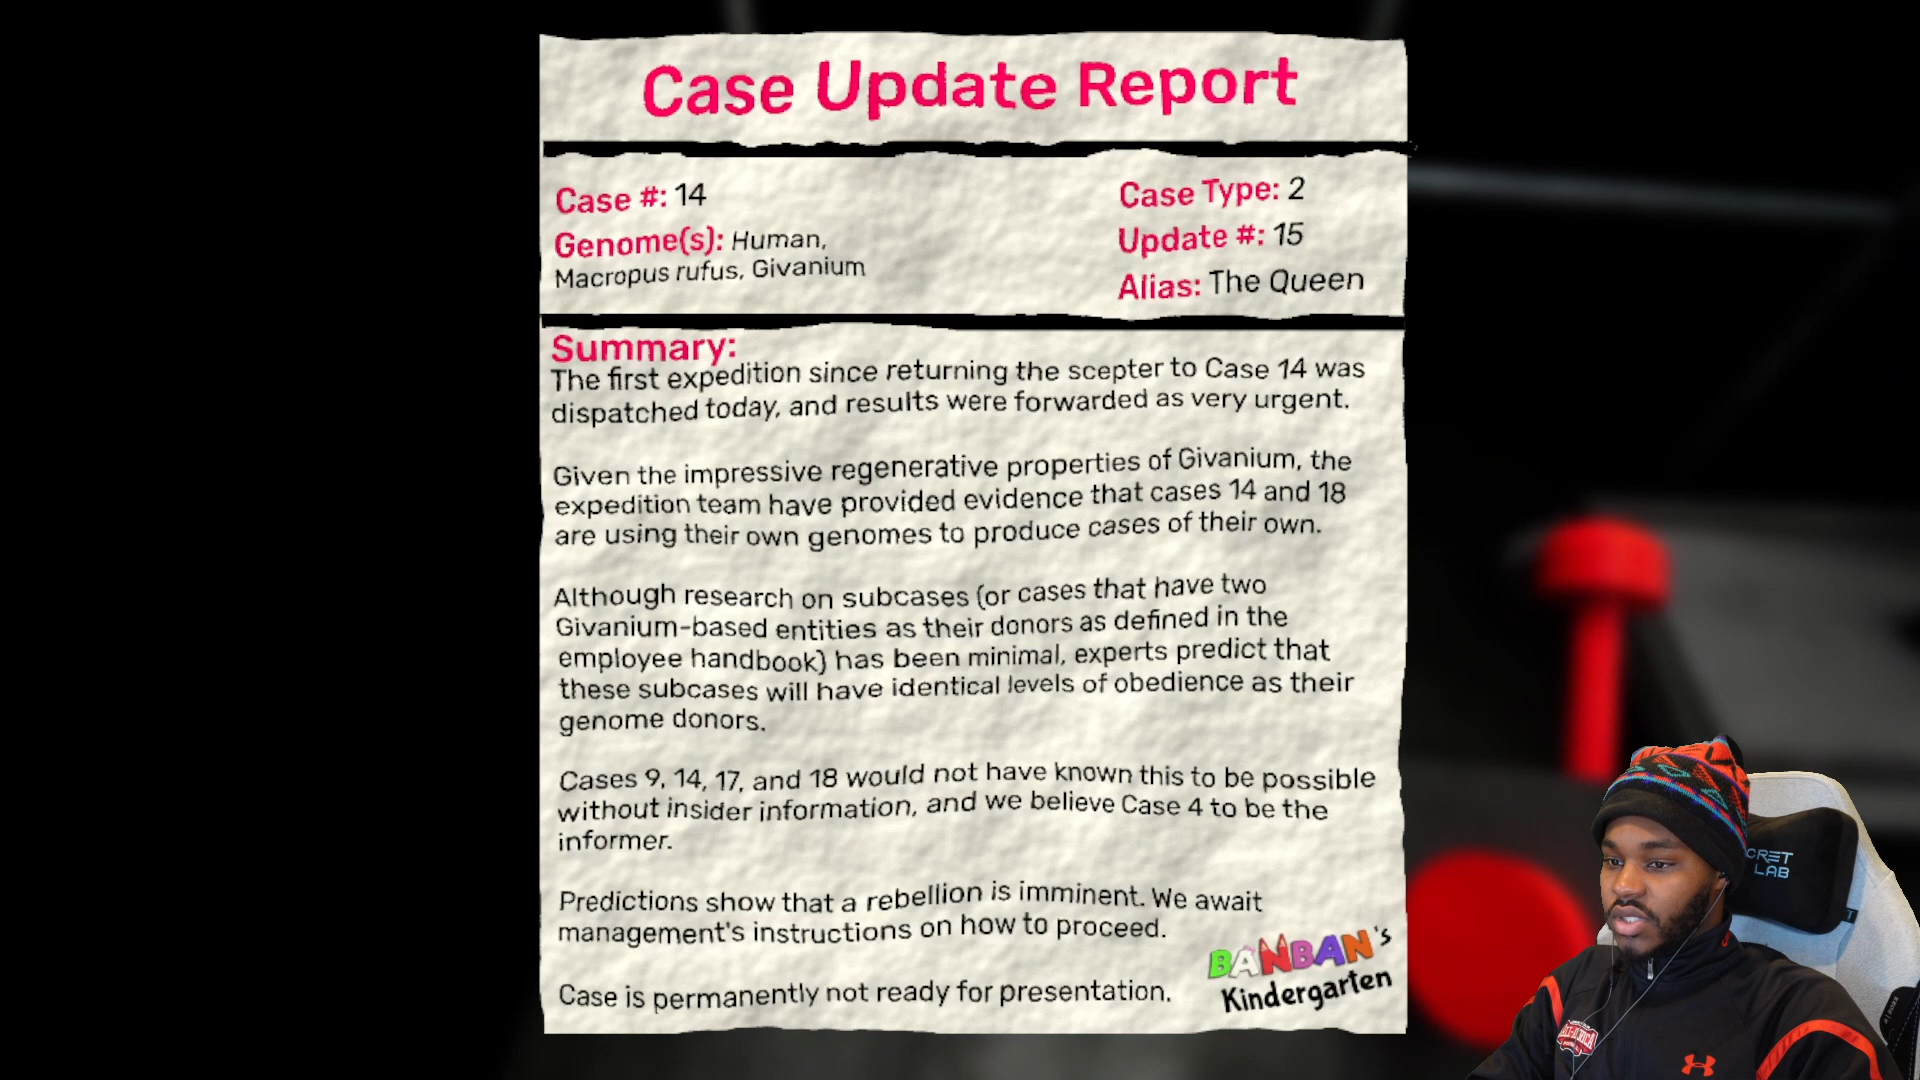 Case Update Report
Case #: 14
Genome(s): Human,
Macropus rufus, Givanium
Case Type: 2
Update #: 15
Alias: The Queen
Summary:
The first expedition since returning the scepter to Case 14 was
dispatched today, and results were forwarded as very urgent.
Given the impressive regenerative properties of Givanium, the
expedition team have provided evidence that cases 14 and 18
are using their own genomes to produce cases of their own.
Although research on subcases (or cases that have two
Givanium-based entities as their donors as defined in the
employee handbook) has been minimal, experts predict that
these subcases will have identical levels of obedience as their
genome donors.
Cases 9, 14, 17, and 18 would not have known this to be possible
without insider information, and we believe Case 4 to be the
informer.
Predictions show that a rebellion is imminent. We await
management's instructions on how to proceed.
Case is permanently not ready for presentation.
BANBAN's
Kindergarten
CRET
LAB